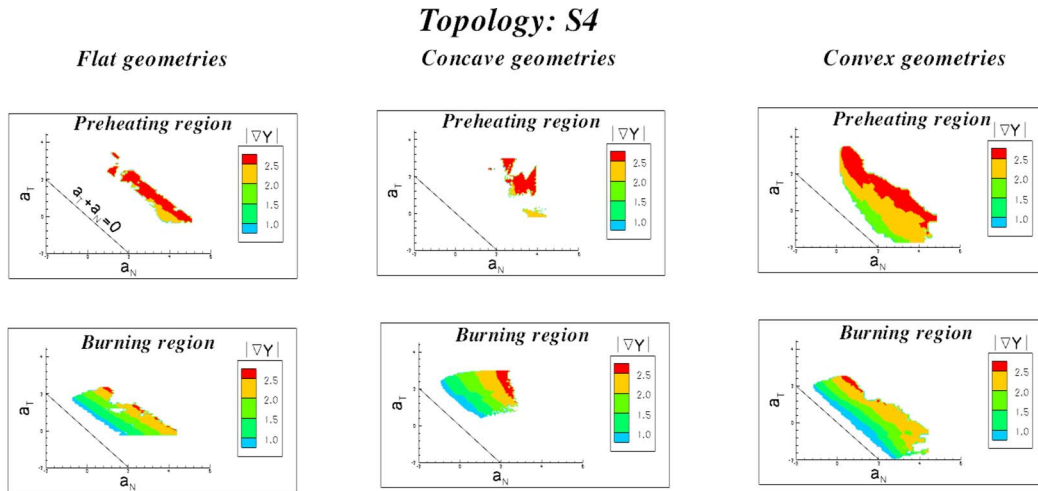 Topology: S4
Flat geometries
Concave geometries
Convex geometries
Preheating region
|∇Y|
2.5
2.0
1.5
1.0
a_T
a_T+a_N=0
a_N
Preheating region
|∇Y|
2.5
2.0
1.5
1.0
a_T
a_N
Preheating region
|∇Y|
2.5
2.0
1.5
1.0
a_T
a_N
Burning region
|∇Y|
2.5
2.0
1.5
1.0
a_T
a_N
Burning region
|∇Y|
2.5
2.0
1.5
1.0
a_T
a_N
Burning region
|∇Y|
2.5
2.0
1.5
1.0
a_T
a_N